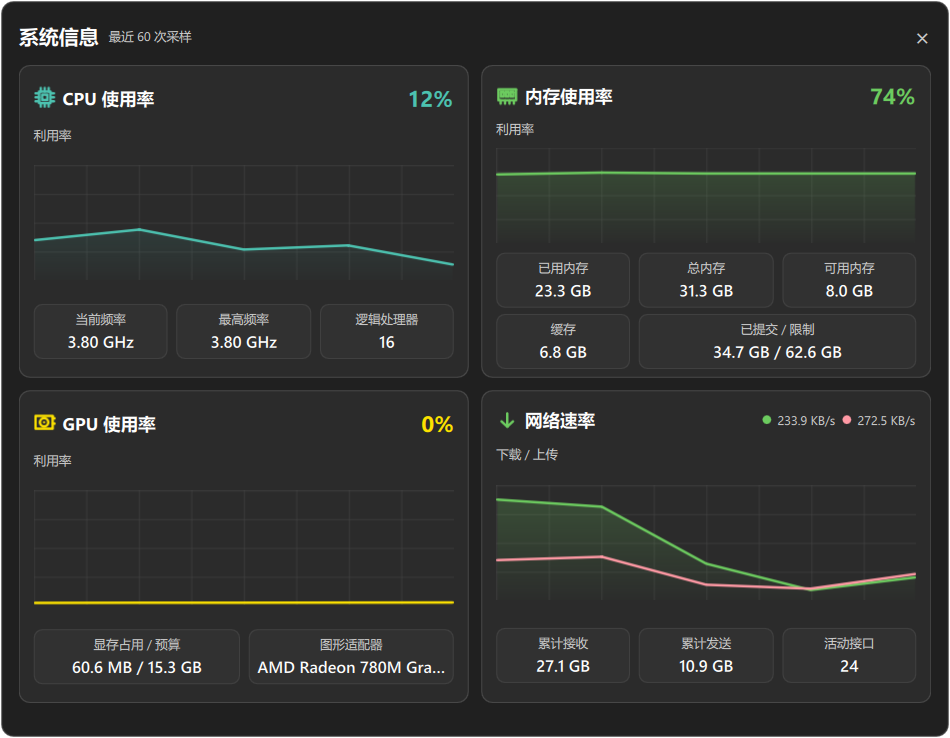 系统信息 最近 60 次采样
CPU 使用率 12%
利用率
当前频率
3.80 GHz
最高频率
3.80 GHz
逻辑处理器
16
内存使用率 74%
利用率
已用内存
23.3 GB
总内存
31.3 GB
可用内存
8.0 GB
缓存
6.8 GB
已提交 / 限制
34.7 GB / 62.6 GB
GPU 使用率 0%
利用率
显存占用 / 预算
60.6 MB / 15.3 GB
图形适配器
AMD Radeon 780M Gra...
网络速率 233.9 KB/s 272.5 KB/s
下载 / 上传
累计接收
27.1 GB
累计发送
10.9 GB
活动接口
24